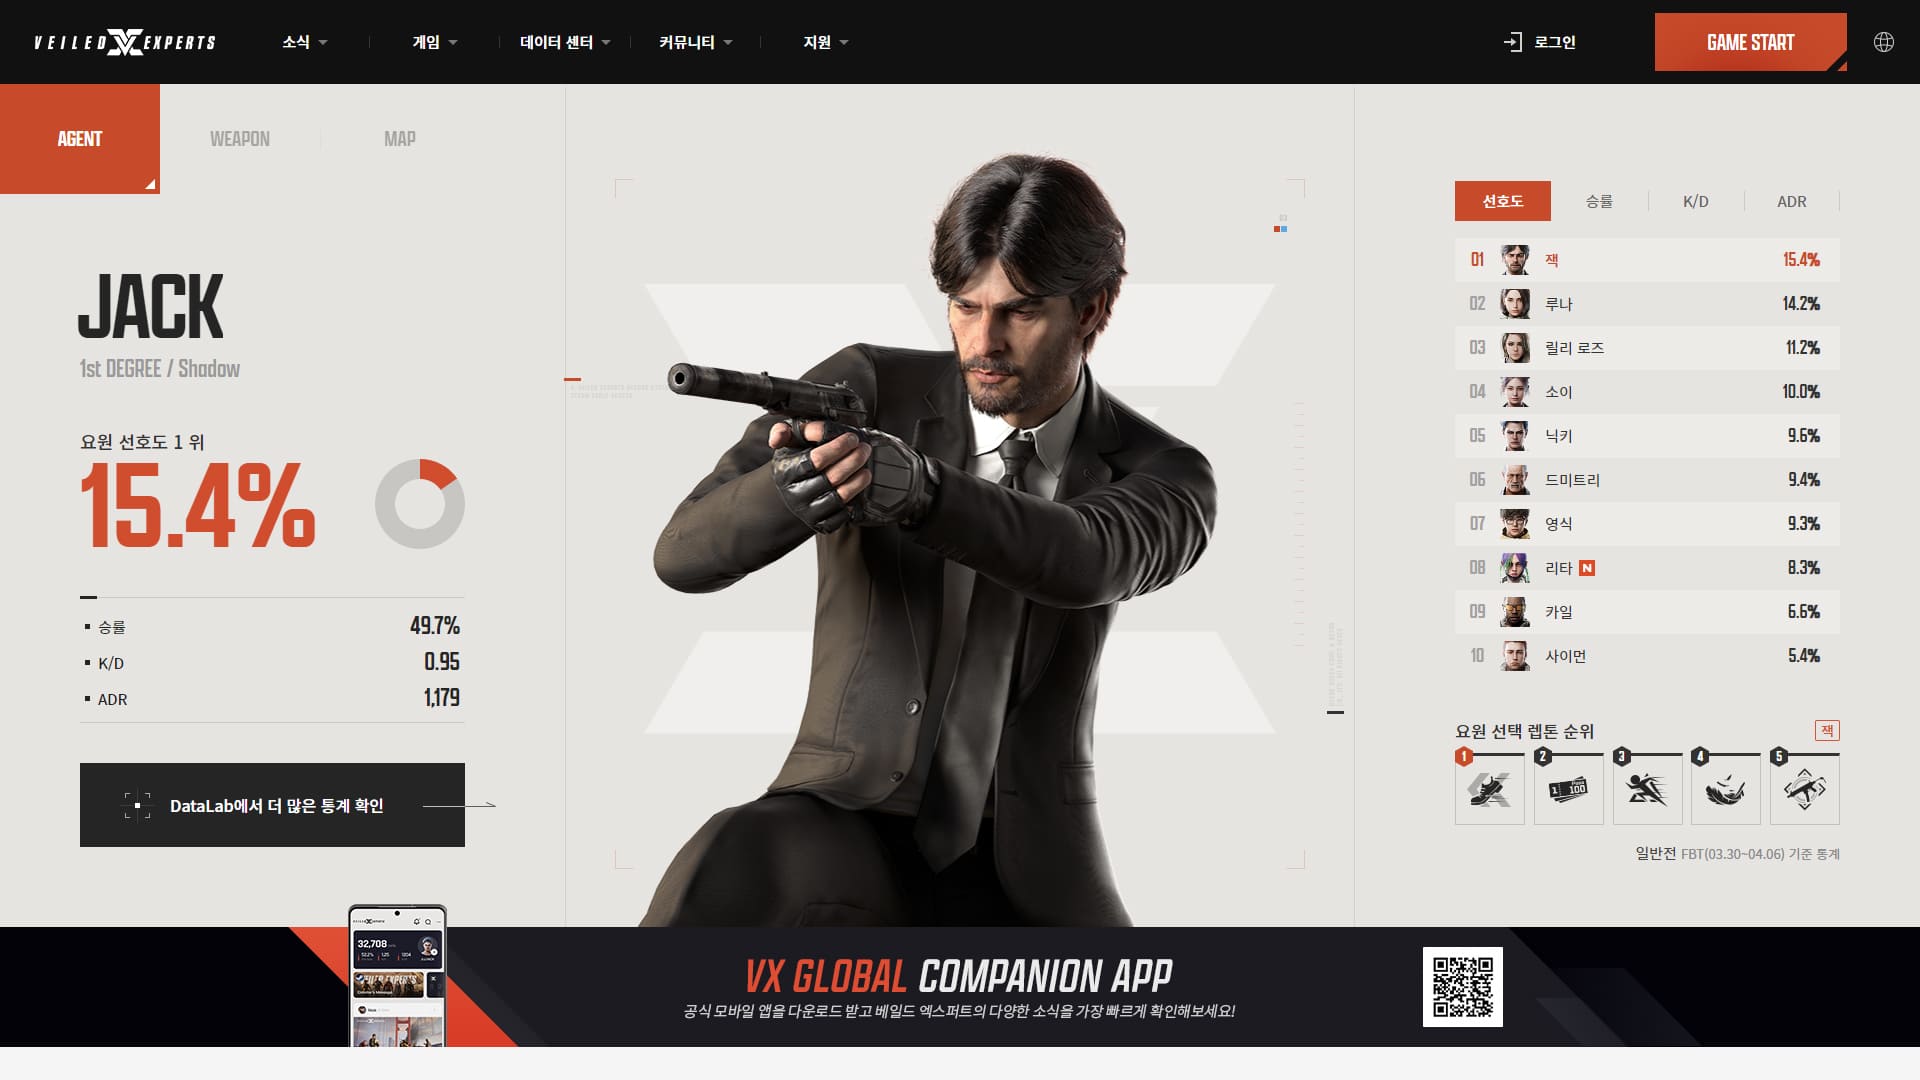 VEILED EXPERTS
소식
게임
데이터 센터
커뮤니티
지원
로그인
GAME START
AGENT
WEAPON
MAP
JACK
1st DEGREE / Shadow
요원 선호도 1 위
15.4%
승률 49.7%
K/D 0.95
ADR 1,179
DataLab에서 더 많은 통계 확인
03
선호도 승률 K/D ADR
01 잭 15.4%
02 루나 14.2%
03 릴리 로즈 11.2%
04 소이 10.0%
05 닉키 9.6%
06 드미트리 9.4%
07 영식 9.3%
08 리타 N 8.3%
09 카일 6.6%
10 사이먼 5.4%
요원 선택 렙톤 순위 잭
1 2 3 4 5
100
일반전 FBT(03.30~04.06) 기준 통계
32,708
VX GLOBAL COMPANION APP
공식 모바일 앱을 다운로드 받고 베일드 엑스퍼트의 다양한 소식을 가장 빠르게 확인해보세요!